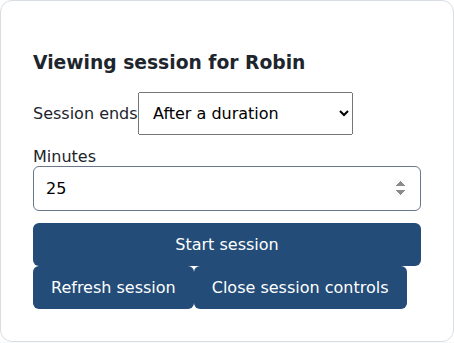 Viewing session for Robin
Session ends After a duration
Minutes
25
Start session
Refresh session Close session controls